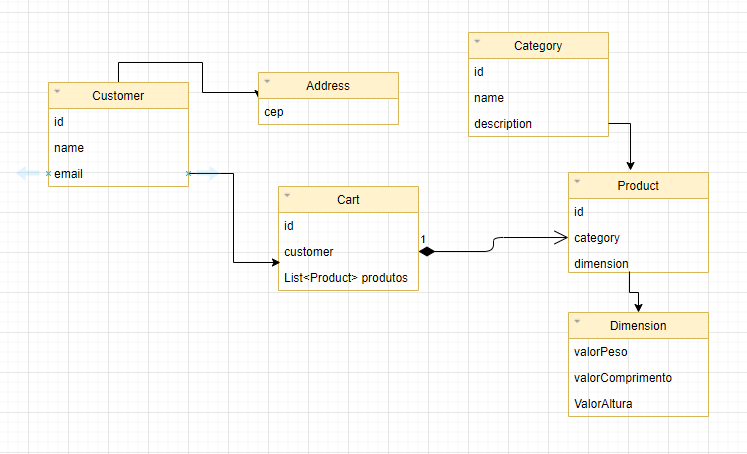 Category
id
name
description
Address
cep
Customer
id
name
email
Product
id
category
dimension
Cart
id
customer
List<Product> produtos
1
Dimension
valorPeso
valorComprimento
ValorAltura